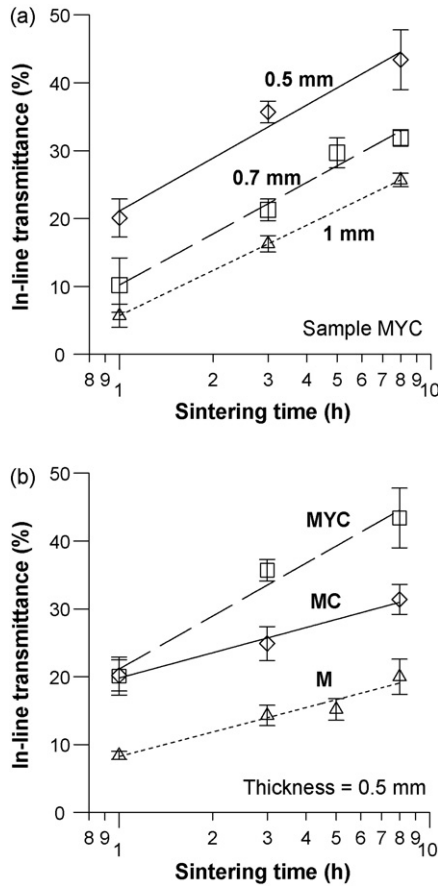 (a)
In-line transmittance (%)
50
40
30
20
10
0
0.5 mm
0.7 mm
1 mm
Sample MYC
8 9 1 2 3 4 5 6 7 8 10
Sintering time (h)
(b)
In-line transmittance (%)
50
40
30
20
10
0
MYC
MC
M
Thickness = 0.5 mm
8 9 1 2 3 4 5 6 7 8 10
Sintering time (h)